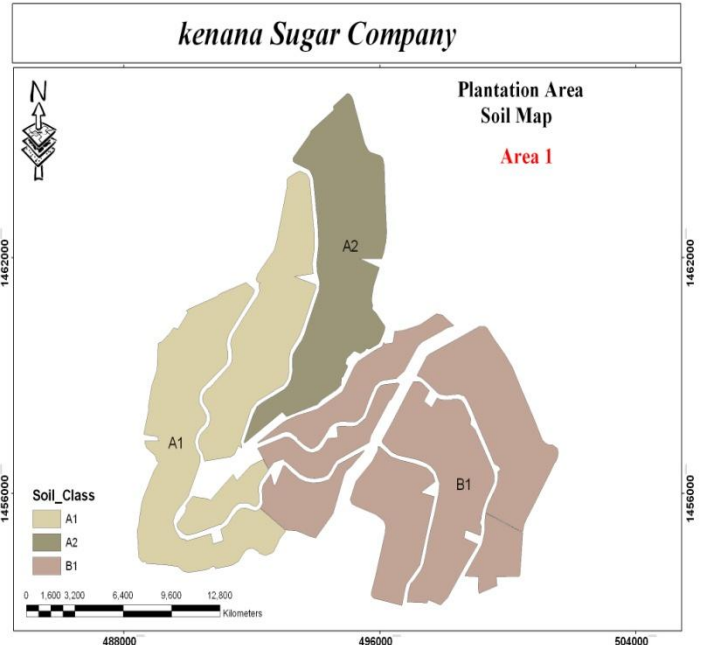 kenana Sugar Company
N
Plantation Area
Soil Map
Area 1
A2
1462000
1462000
A1
B1
1456000
1456000
Soil_Class
A1
A2
B1
0 1,600 3,200 6,400 9,600 12,800
Kilometers
488000 496000 504000